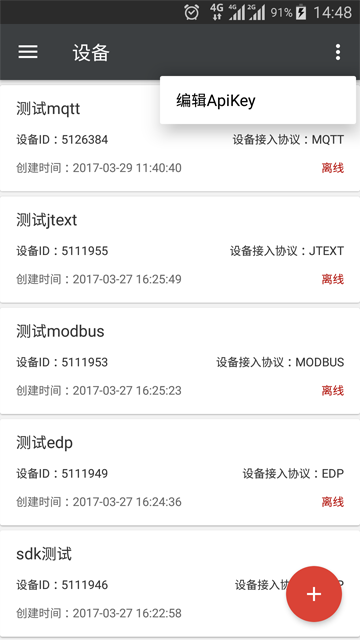 4G 4G 2G 91% 14:48
设备
编辑ApiKey
测试mqtt
设备ID：5126384 设备接入协议：MQTT
创建时间：2017-03-29 11:40:40 离线
测试jtext
设备ID：5111955 设备接入协议：JTEXT
创建时间：2017-03-27 16:25:49 离线
测试modbus
设备ID：5111953 设备接入协议：MODBUS
创建时间：2017-03-27 16:25:23 离线
测试edp
设备ID：5111949 设备接入协议：EDP
创建时间：2017-03-27 16:24:36 离线
sdk测试
设备ID：5111946 设备接入协 P
创建时间：2017-03-27 16:22:58